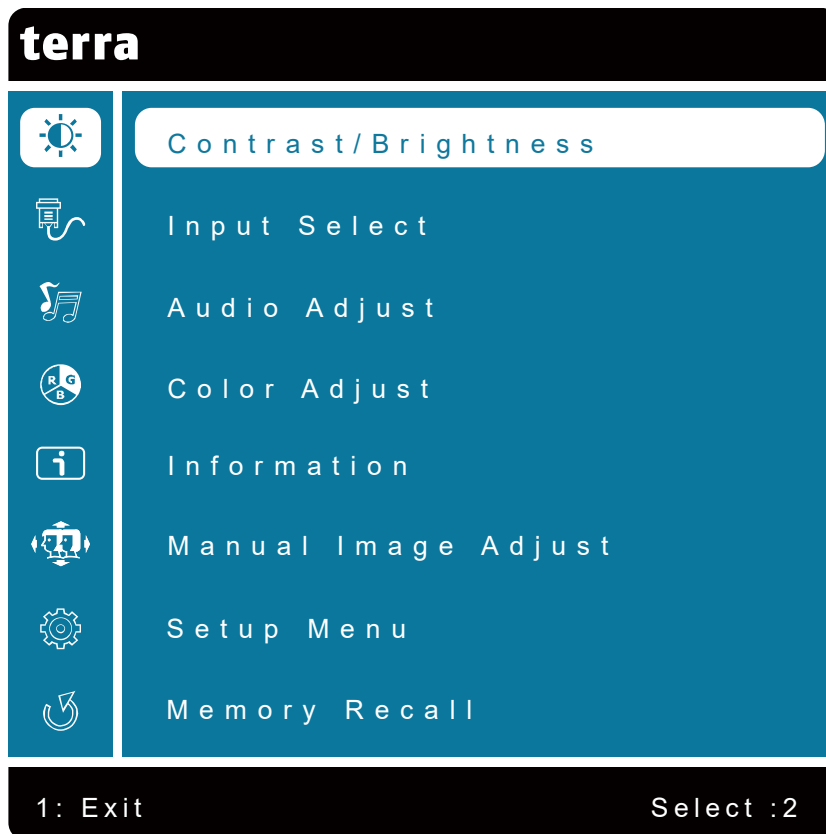 terra
Contrast/Brightness
Input Select
Audio Adjust
R G
B
Color Adjust
i
Information
Manual Image Adjust
Setup Menu
Memory Recall
1: Exit
Select :2